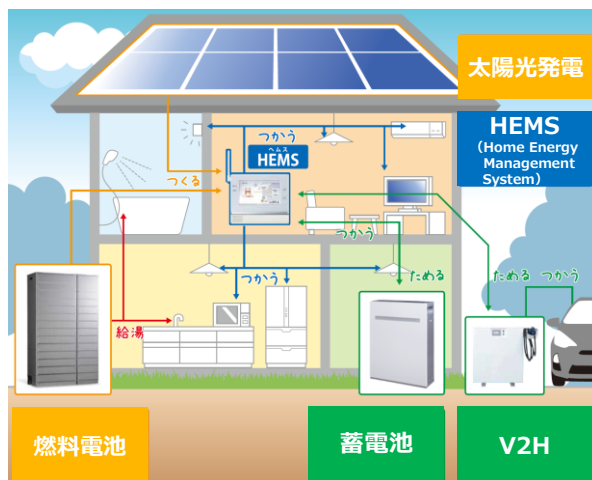 太陽光発電
HEMS
（Home Energy
Management
System）
つかう
ヘムス
HEMS
つくる
つかう
つかう
ためる
ためる つかう
給湯
燃料電池
蓄電池
V2H